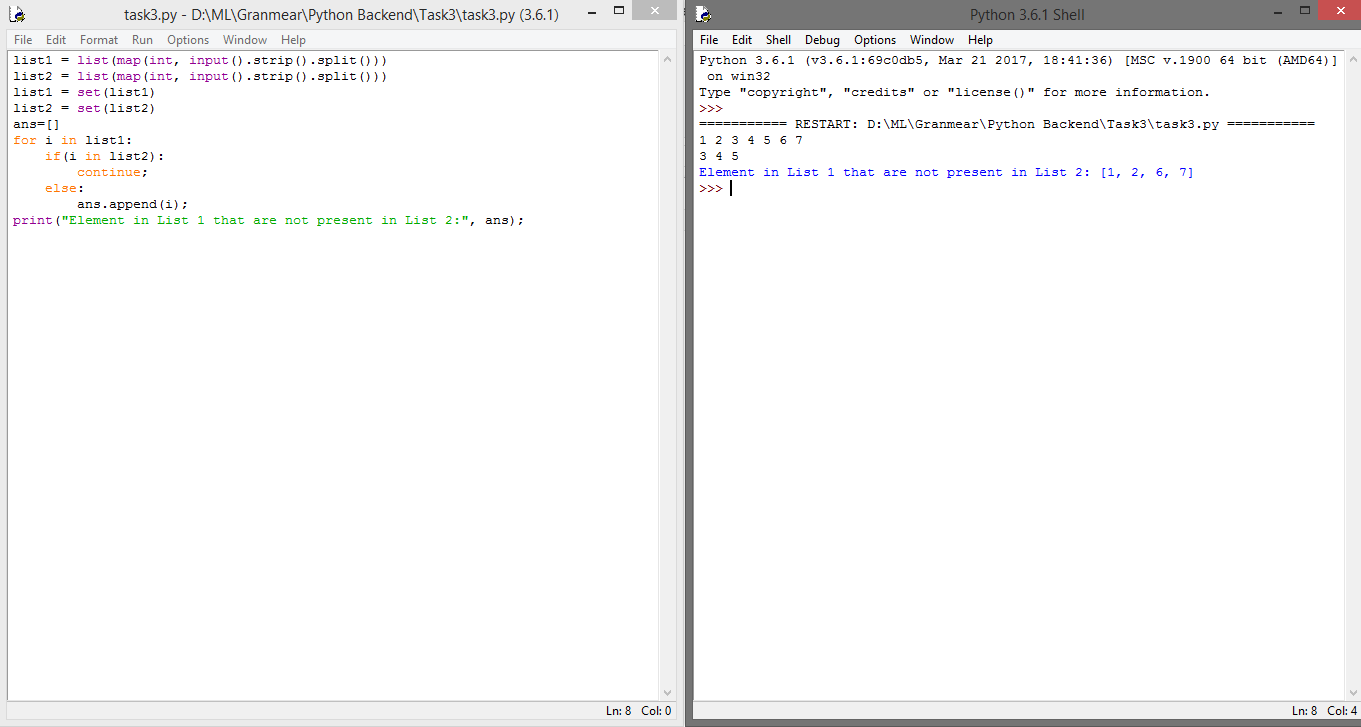 task3.py - D:\ML\Granmear\Python Backend\Task3\task3.py (3.6.1)
File Edit Format Run Options Window Help
list1 = list(map(int, input().strip().split()))
list2 = list(map(int, input().strip().split()))
list1 = set(list1)
list2 = set(list2)
ans=[]
for i in list1:
    if(i in list2):
        continue;
    else:
        ans.append(i);
print("Element in List 1 that are not present in List 2:", ans);
Ln: 8 Col: 0
Python 3.6.1 Shell
File Edit Shell Debug Options Window Help
Python 3.6.1 (v3.6.1:69c0db5, Mar 21 2017, 18:41:36) [MSC v.1900 64 bit (AMD64)]
 on win32
Type "copyright", "credits" or "license()" for more information.
>>>
=========== RESTART: D:\ML\Granmear\Python Backend\Task3\task3.py ===========
1 2 3 4 5 6 7
3 4 5
Element in List 1 that are not present in List 2: [1, 2, 6, 7]
>>>
Ln: 8 Col: 4